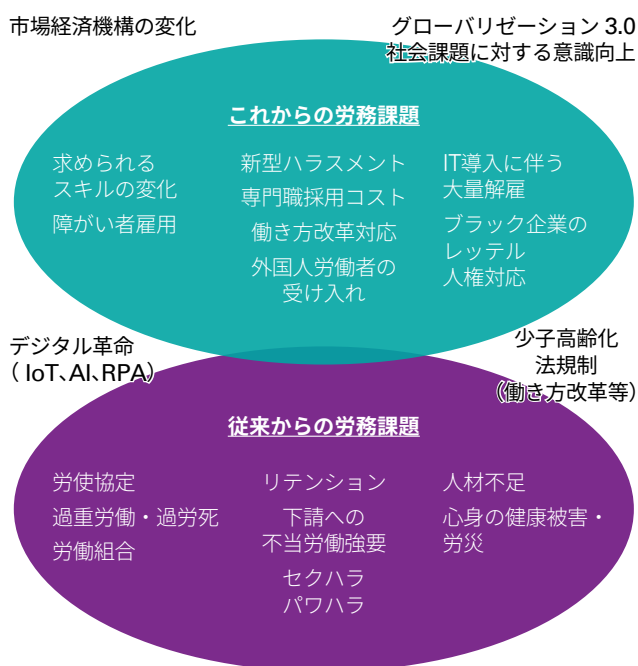 市場経済機構の変化
グローバリゼーション 3.0
社会課題に対する意識向上
これからの労務課題
求められる
スキルの変化
障がい者雇用
新型ハラスメント
専門職採用コスト
働き方改革対応
外国人労働者の
受け入れ
IT導入に伴う
大量解雇
ブラック企業の
レッテル
人権対応
デジタル革命
（ IoT、AI、RPA）
少子高齢化
法規制
（働き方改革等）
従来からの労務課題
労使協定
過重労働・過労死
労働組合
リテンション
下請への
不当労働強要
セクハラ
パワハラ
人材不足
心身の健康被害・
労災